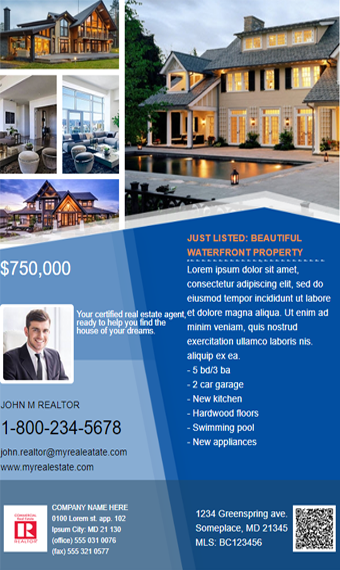 JUST LISTED: BEAUTIFUL
WATERFRONT PROPERTY
$750,000
Lorem ipsum dolor sit amet,
consectetur adipiscing elit, sed do
eiusmod tempor incididunt ut labore
et dolore magna aliqua. Ut enim ad
minim veniam, quis nostrud
exercitation ullamco laboris nis.
aliquip ex ea.
- 5 bd/3 ba
- 2 car garage
- New kitchen
- Hardwood floors
- Swimming pool
- New appliances
Your certified real estate agent,
ready to help you find the
house of your dreams.
JOHN M REALTOR
1-800-234-5678
john.realtor@myrealeatate.com
www.myrealestate.com
REALTOR
COMPANY NAME HERE
0100 Lorem st. app. 102
Ipsum City: MD 21 130
(office) 555 031 0076
(fax) 555 321 0577
1234 Greenspring ave.
Someplace, MD 21345
MLS: BC123456